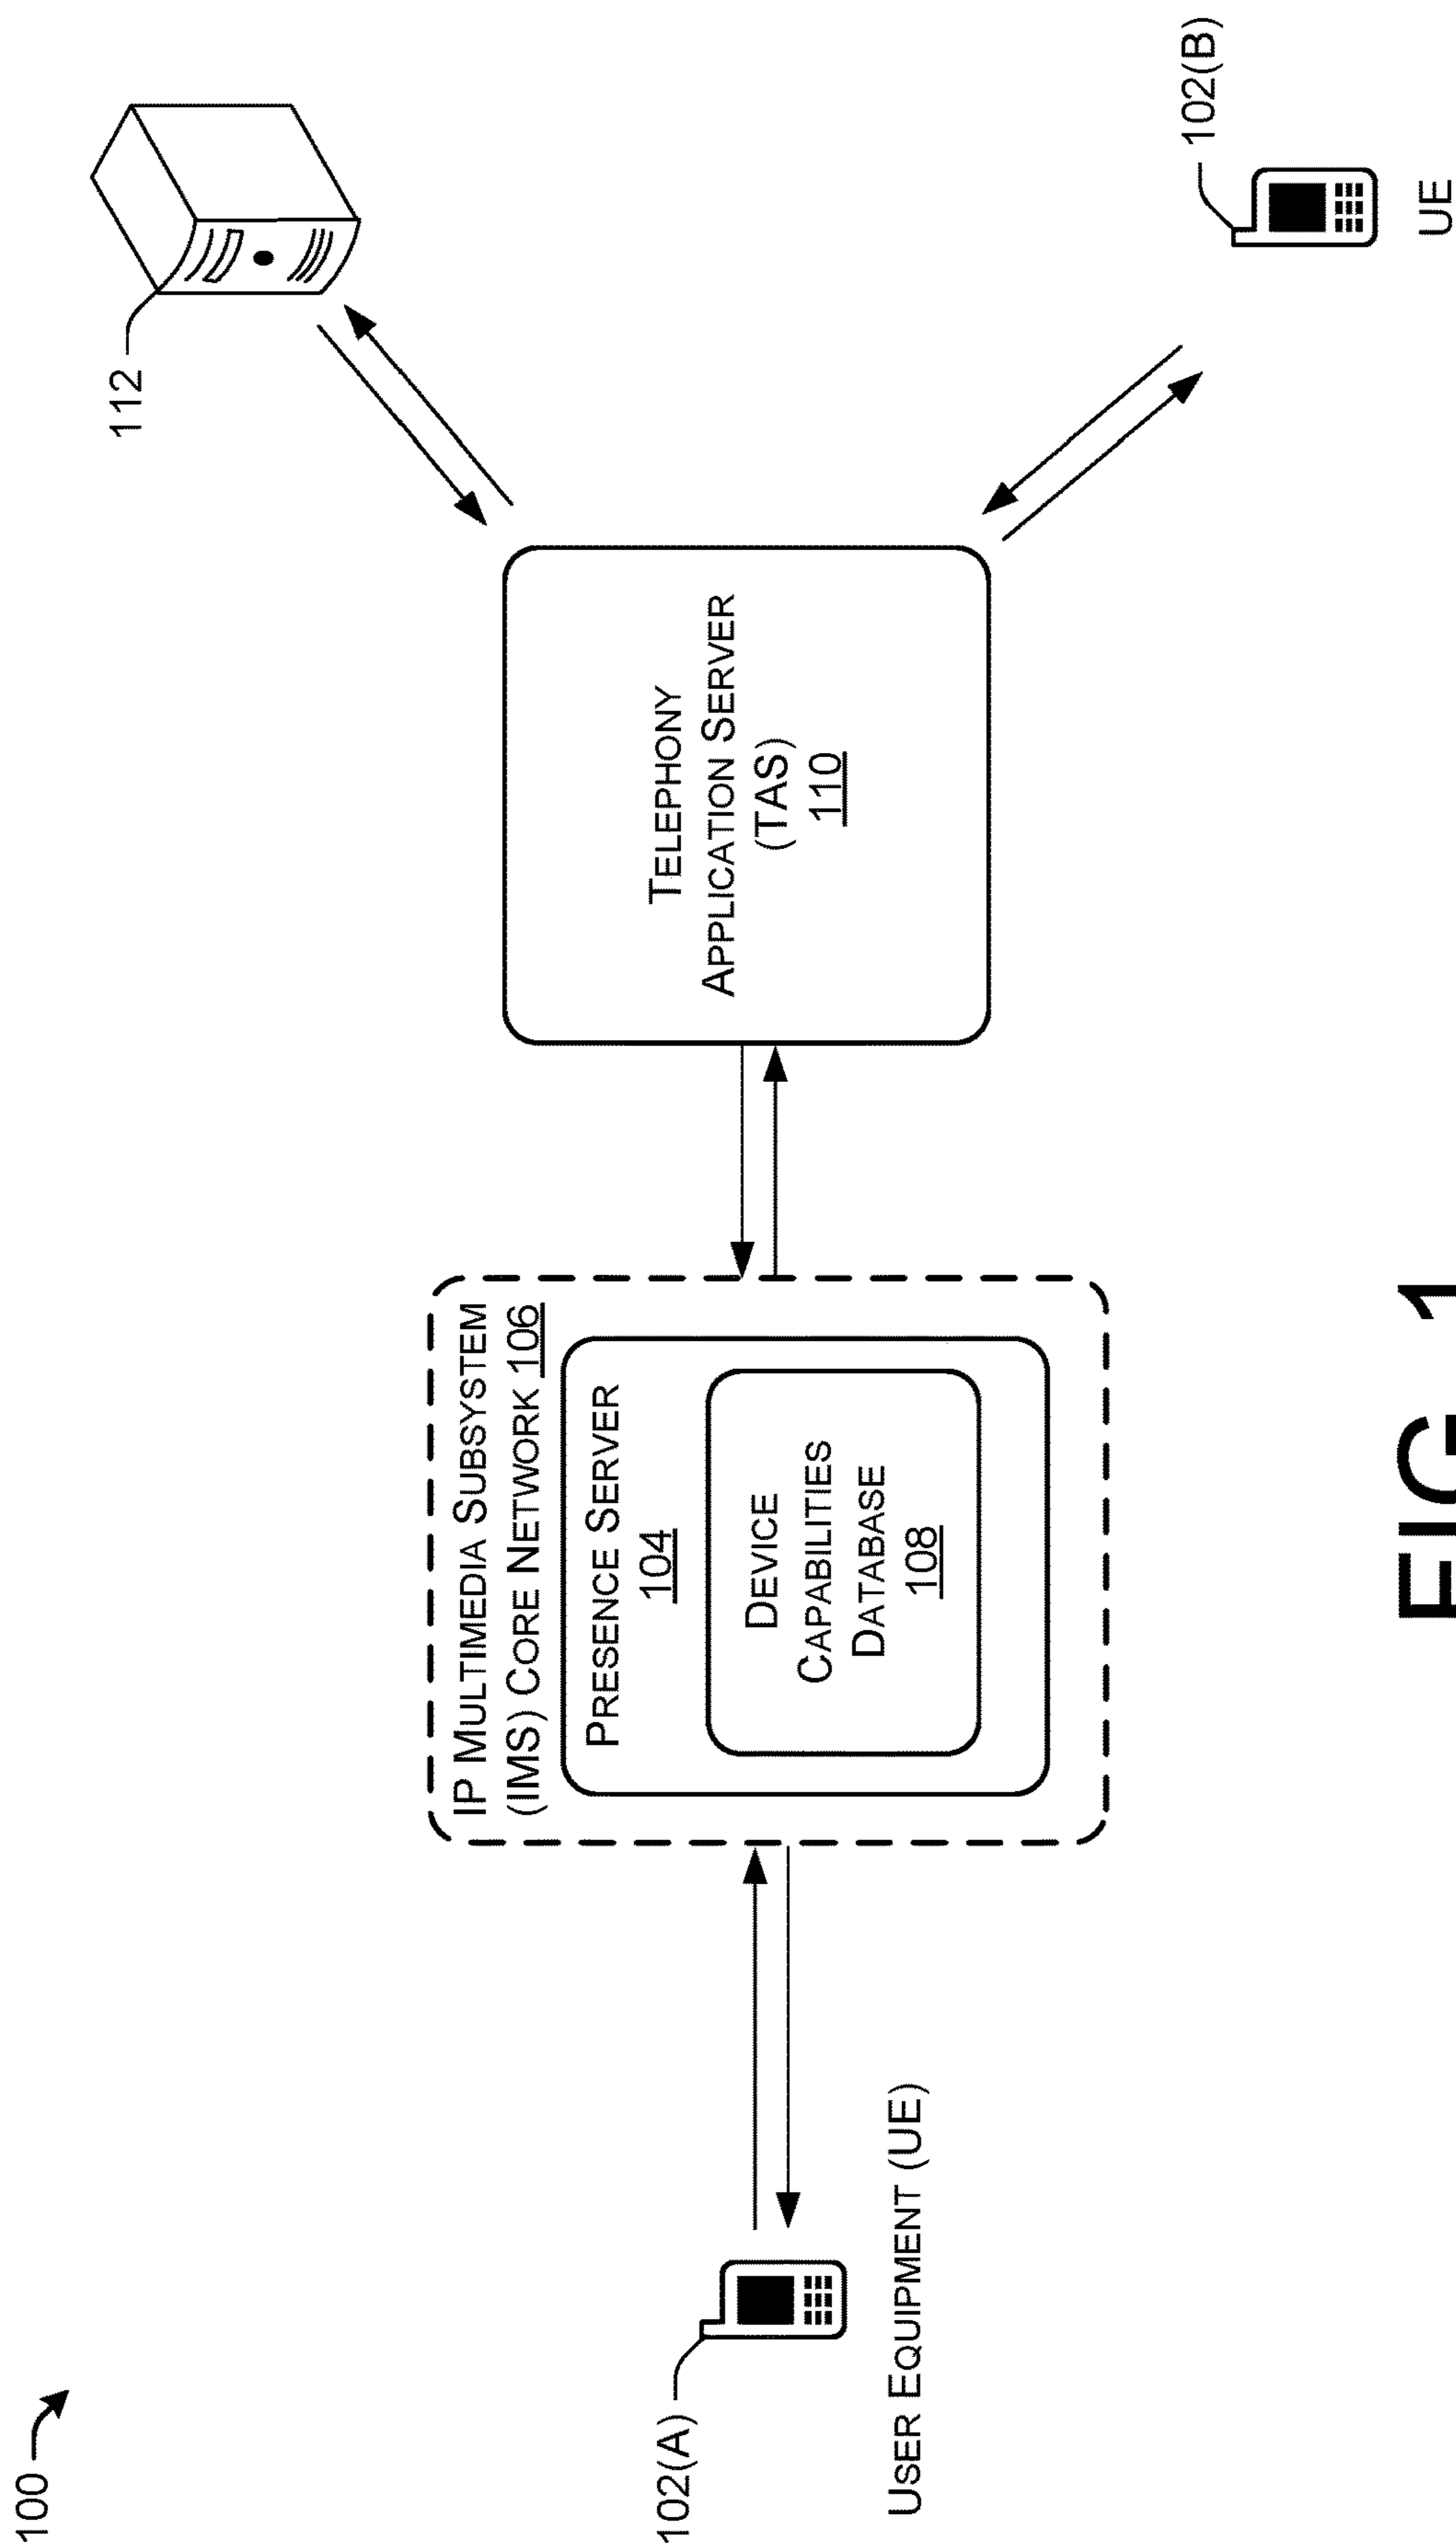 100
112
102(A)
USER EQUIPMENT (UE)
IP MULTIMEDIA SUBSYSTEM
(IMS) CORE NETWORK 106
PRESENCE SERVER
104
DEVICE
CAPABILITIES
DATABASE
108
TELEPHONY
APPLICATION SERVER
(TAS)
110
102(B)
UE
FIG. 1